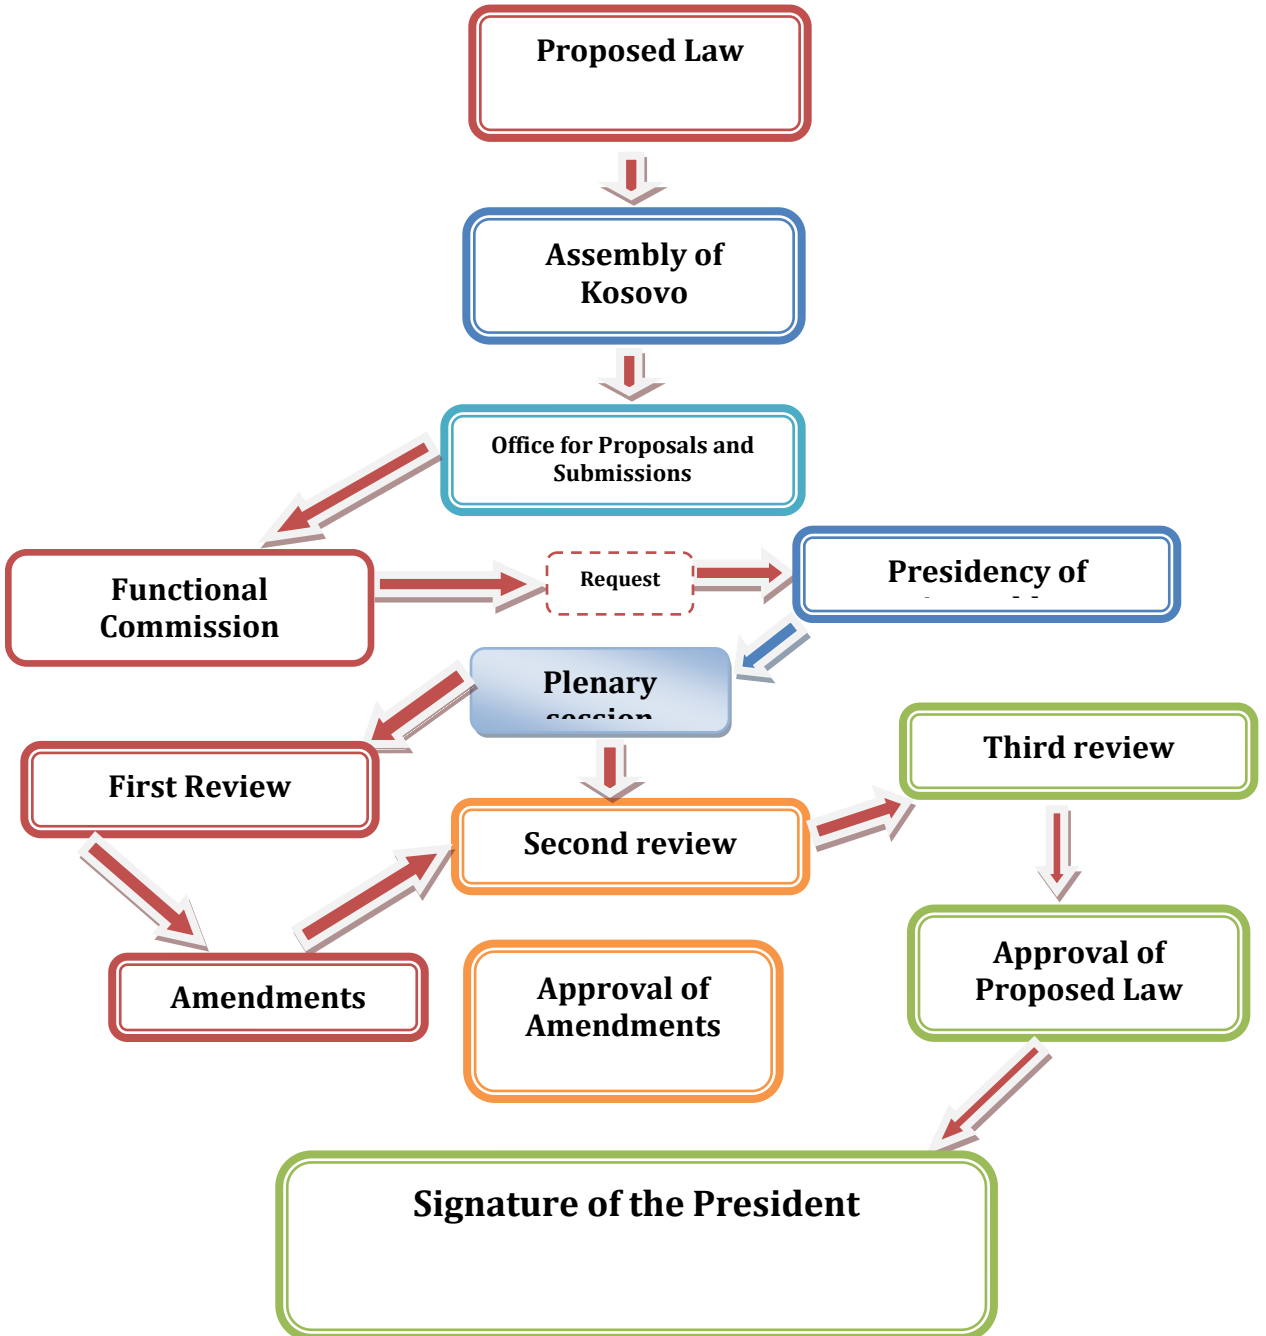 Proposed Law
Assembly of
Kosovo
Office for Proposals and
Submissions
Functional
Commission
Request
Presidency of
Plenary
session
First Review
Third review
Second review
Amendments
Approval of
Amendments
Approval of
Proposed Law
Signature of the President